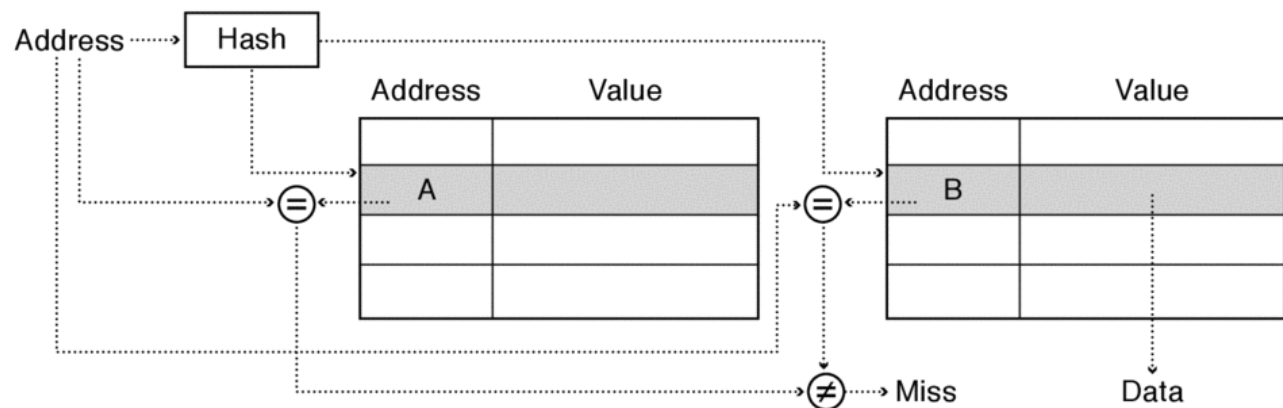 Address
Hash
Address Value
Address Value
=
A
=
B
≠
Miss
Data